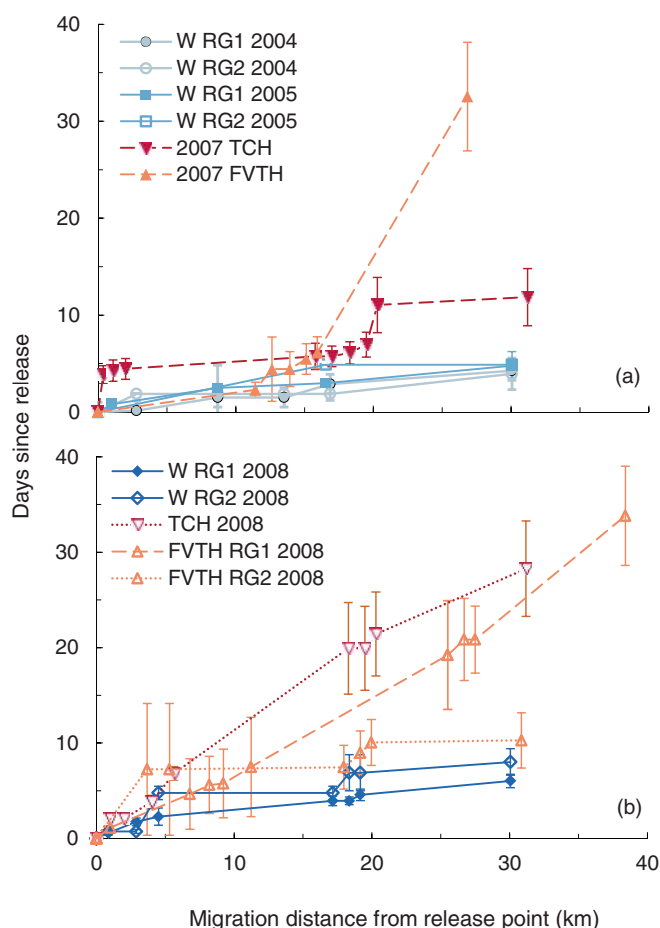 40
30
20
10
0
W RG1 2004
W RG2 2004
W RG1 2005
W RG2 2005
2007 TCH
2007 FVTH
(a)
Days since release
40
30
20
10
0
W RG1 2008
W RG2 2008
TCH 2008
FVTH RG1 2008
FVTH RG2 2008
(b)
0 10 20 30 40
Migration distance from release point (km)